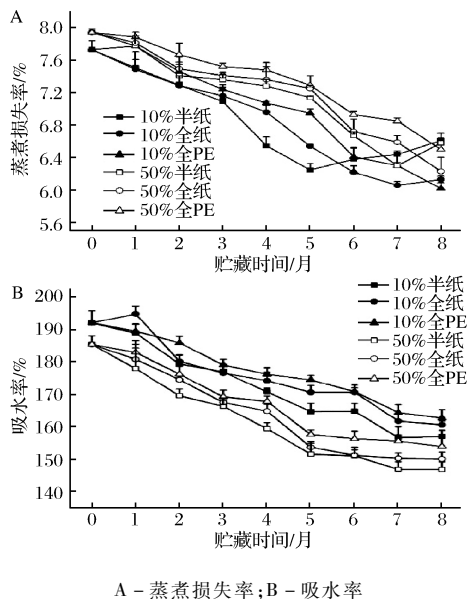 A
8.0
7.6
7.2
6.8
6.4
6.0
5.6
蒸煮损失率/%
10%半纸
10%全纸
10%全PE
50%半纸
50%全纸
50%全PE
0 1 2 3 4 5 6 7 8
贮藏时间/月
B
200
190
180
170
160
150
140
吸水率/%
10%半纸
10%全纸
10%全PE
50%半纸
50%全纸
50%全PE
0 1 2 3 4 5 6 7 8
贮藏时间/月
A-蒸煮损失率;B-吸水率